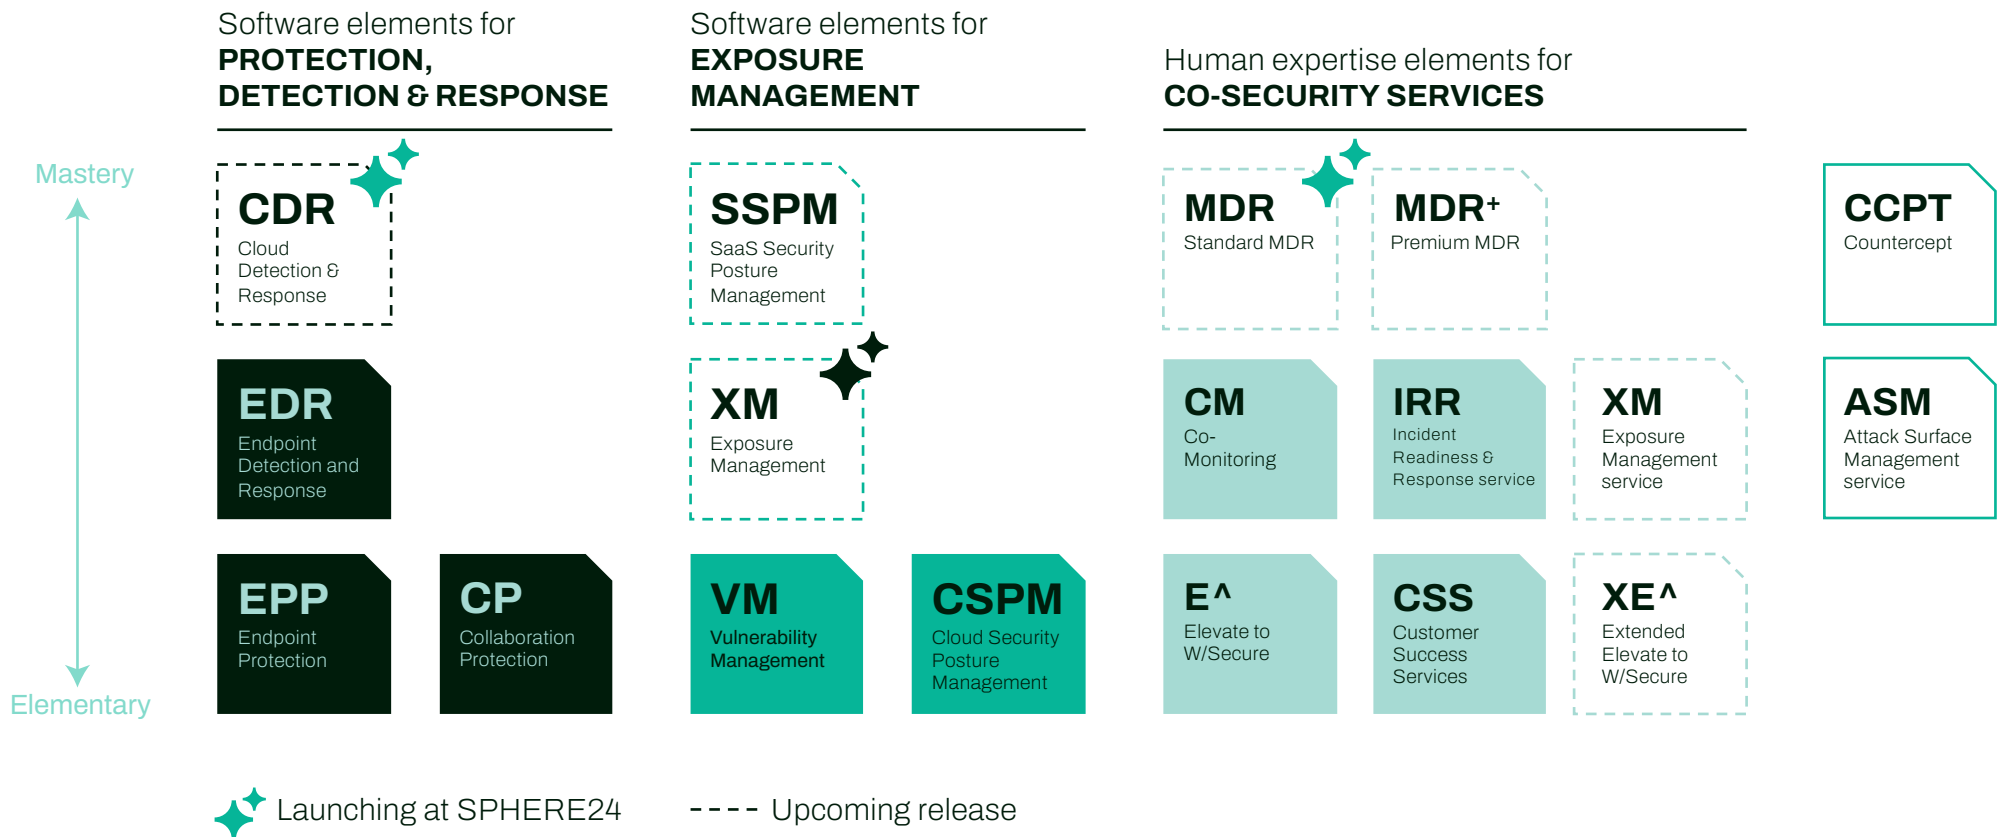 Software elements for
PROTECTION,
DETECTION & RESPONSE
Software elements for
EXPOSURE
MANAGEMENT
Human expertise elements for
CO-SECURITY SERVICES
Mastery
Elementary
CDR
Cloud
Detection &
Response
SSPM
SaaS Security
Posture
Management
MDR
Standard MDR
MDR+
Premium MDR
CCPT
Countercept
EDR
Endpoint
Detection and
Response
XM
Exposure
Management
CM
Co-
Monitoring
IRR
Incident
Readiness &
Response service
XM
Exposure
Management
service
ASM
Attack Surface
Management
service
EPP
Endpoint
Protection
CP
Collaboration
Protection
VM
Vulnerability
Management
CSPM
Cloud Security
Posture
Management
E^
Elevate to
W/Secure
CSS
Customer
Success
Services
XE^
Extended
Elevate to
W/Secure
Launching at SPHERE24
Upcoming release